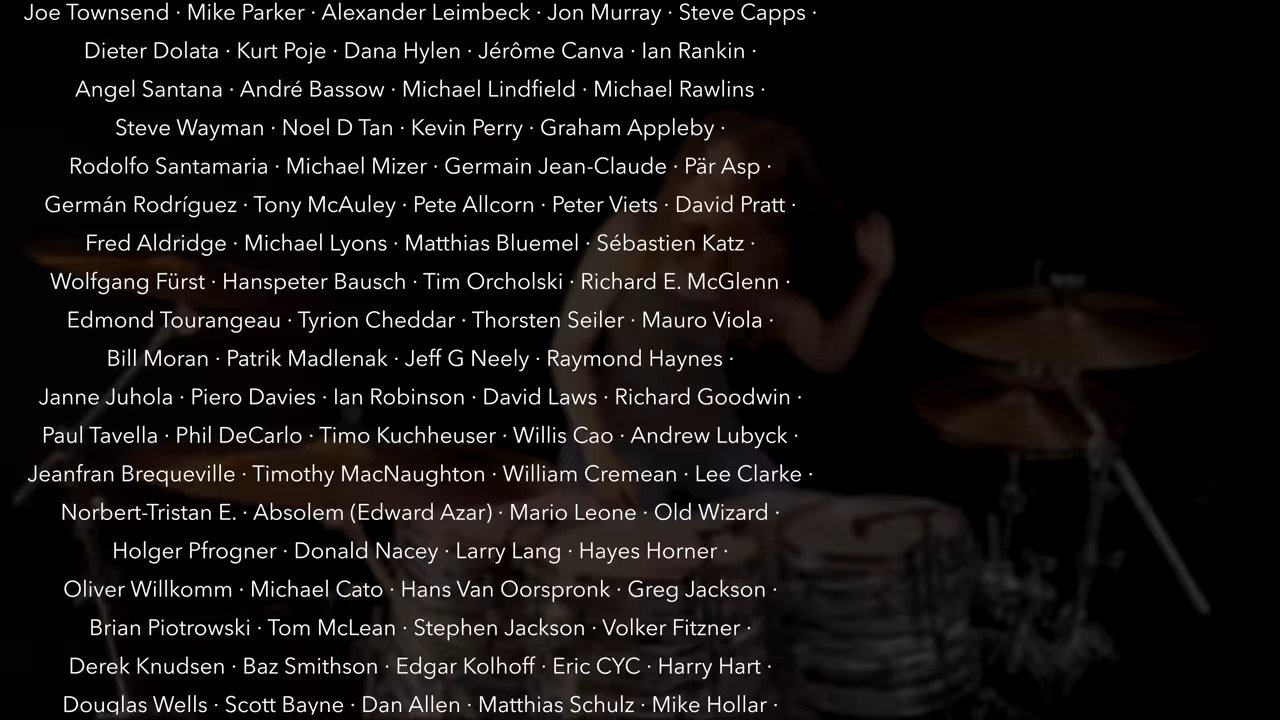 Joe Townsend · Mike Parker · Alexander Leimbeck · Jon Murray · Steve Capps ·
Dieter Dolata · Kurt Poje · Dana Hylen · Jérôme Canva · Ian Rankin ·
Angel Santana · André Bassow · Michael Lindfield · Michael Rawlins ·
Steve Wayman · Noel D Tan · Kevin Perry · Graham Appleby ·
Rodolfo Santamaria · Michael Mizer · Germain Jean-Claude · Pär Asp ·
Germán Rodríguez · Tony McAuley · Pete Allcorn · Peter Viets · David Pratt ·
Fred Aldridge · Michael Lyons · Matthias Bluemel · Sébastien Katz ·
Wolfgang Fürst · Hanspeter Bausch · Tim Orcholski · Richard E. McGlenn ·
Edmond Tourangeau · Tyrion Cheddar · Thorsten Seiler · Mauro Viola ·
Bill Moran · Patrik Madlenak · Jeff G Neely · Raymond Haynes ·
Janne Juhola · Piero Davies · Ian Robinson · David Laws · Richard Goodwin ·
Paul Tavella · Phil DeCarlo · Timo Kuchheuser · Willis Cao · Andrew Lubyck ·
Jeanfran Brequeville · Timothy MacNaughton · William Cremean · Lee Clarke ·
Norbert-Tristan E. · Absolem (Edward Azar) · Mario Leone · Old Wizard ·
Holger Pfrogner · Donald Nacey · Larry Lang · Hayes Horner ·
Oliver Willkomm · Michael Cato · Hans Van Oorspronk · Greg Jackson ·
Brian Piotrowski · Tom McLean · Stephen Jackson · Volker Fitzner ·
Derek Knudsen · Baz Smithson · Edgar Kolhoff · Eric CYC · Harry Hart ·
Douglas Wells · Scott Bayne · Dan Allen · Matthias Schulz · Mike Hollar ·